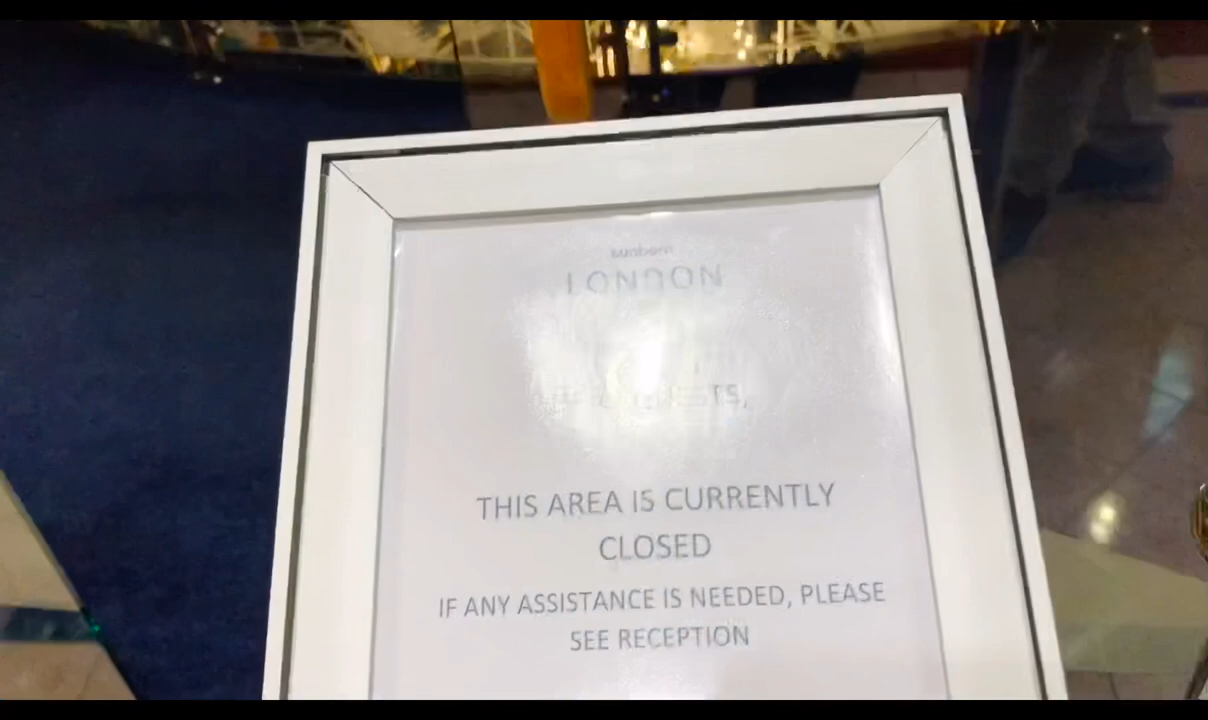 LONDON
THIS AREA IS CURRENTLY
CLOSED
IF ANY ASSISTANCE IS NEEDED, PLEASE
SEE RECEPTION